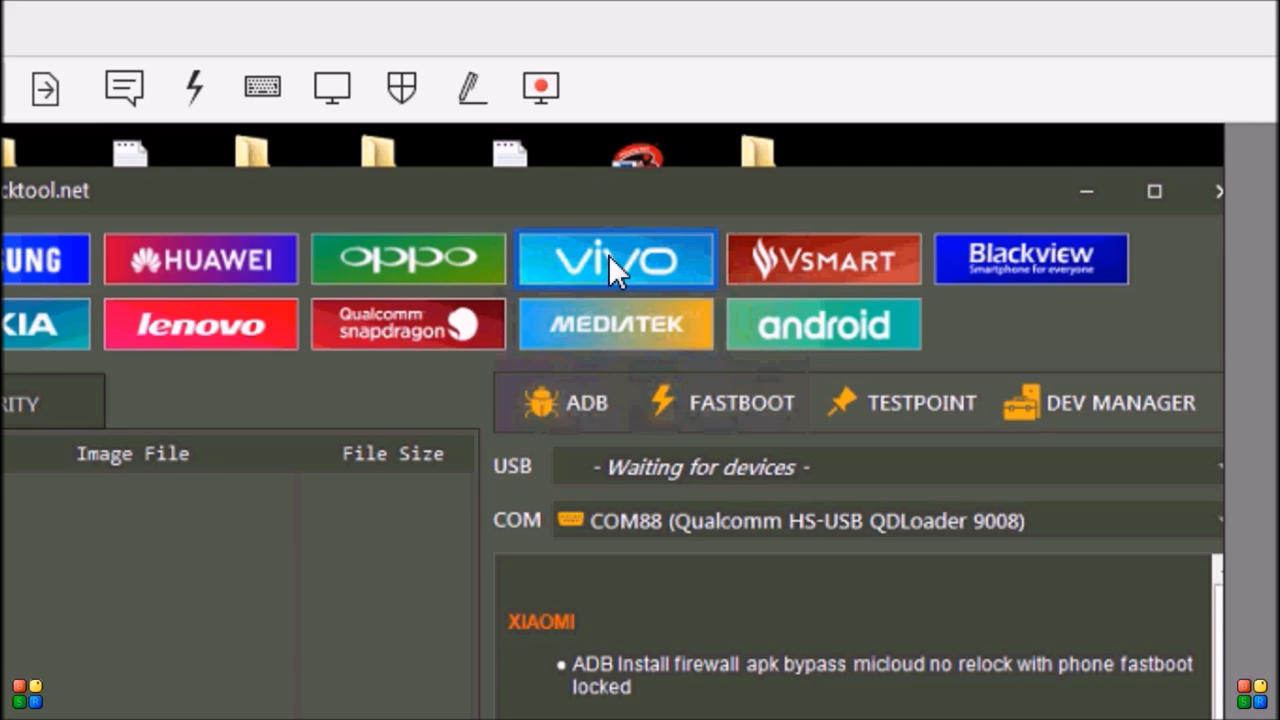 cktool.net
UNG HUAWEI oppo vivo VSMART Blackview
Smartphone for everyone
KIA lenovo Qualcomm snapdragon MEDIATEK android
RITY
ADB FASTBOOT TESTPOINT DEV MANAGER
Image File File Size
USB - Waiting for devices -
COM COM88 (Qualcomm HS-USB QDLoader 9008)
XIAOMI
• ADB Install firewall apk bypass micloud no relock with phone fastboot
locked